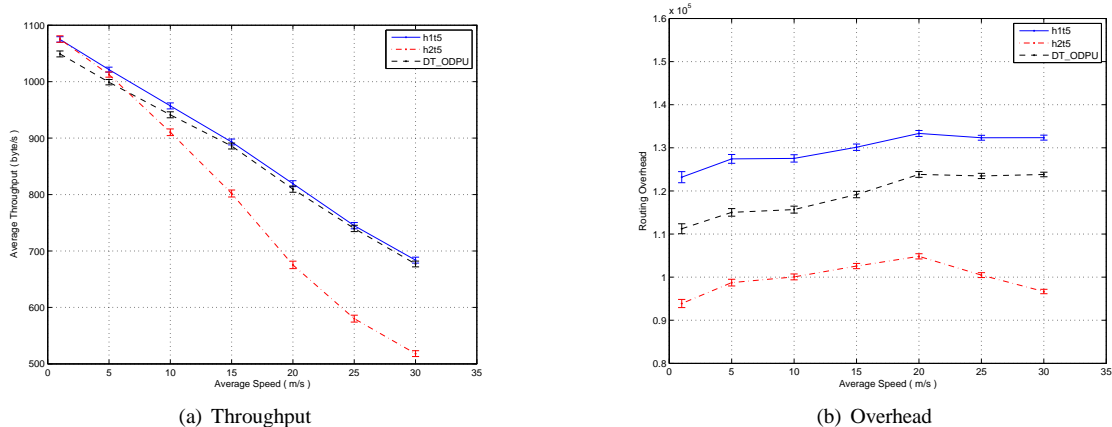 1100
1000
900
800
700
600
500
0
5
10
15
20
25
30
35
Average Throughput ( byte/s )
Average Speed ( m/s )
h1t5
h2t5
DT_ODPU
(a) Throughput
x 10^5
1.6
1.5
1.4
1.3
1.2
1.1
1
0.9
0.8
0
5
10
15
20
25
30
35
Routing Overhead
Average Speed ( m/s )
h1t5
h2t5
DT_ODPU
(b) Overhead